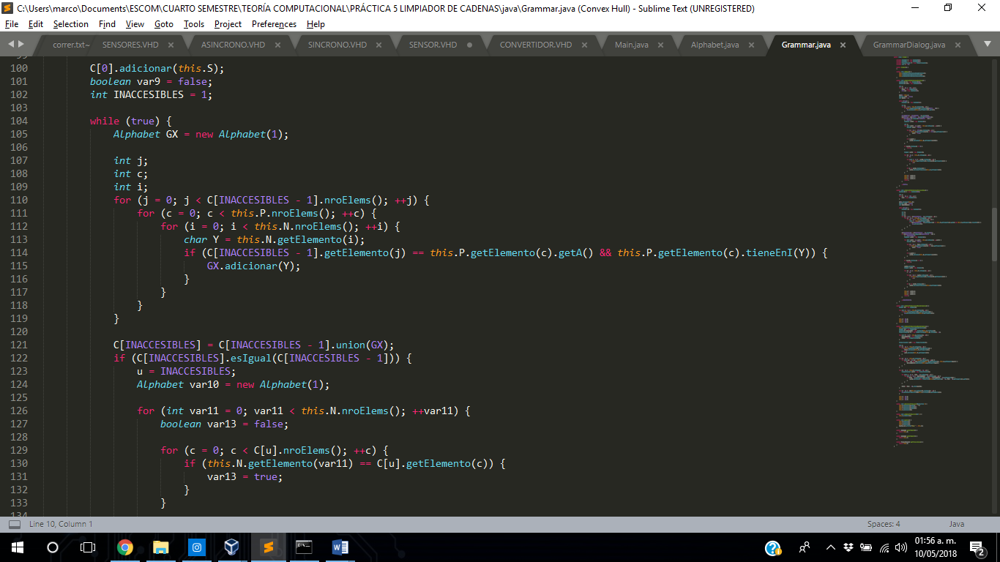 C:\Users\marco\Documents\ESCOM\CUARTO SEMESTRE\TEORÍA COMPUTACIONAL\PRÁCTICA 5 LIMPIADOR DE CADENAS\java\Grammar.java (Convex Hull) - Sublime Text (UNREGISTERED)
File Edit Selection Find View Goto Tools Project Preferences Help
correr.txt~ SENSORES.VHD ASINCRONO.VHD SINCRONO.VHD SENSOR.VHD CONVERTIDOR.VHD Main.java Alphabet.java Grammar.java GrammarDialog.java
99
100 C[0].adicionar(this.S);
101 boolean var9 = false;
102 int INACCESIBLES = 1;
103
104 while (true) {
105 Alphabet GX = new Alphabet(1);
106
107 int j;
108 int c;
109 int i;
110 for (j = 0; j < C[INACCESIBLES - 1].nroElems(); ++j) {
111 for (c = 0; c < this.P.nroElems(); ++c) {
112 for (i = 0; i < this.N.nroElems(); ++i) {
113 char Y = this.N.getElemento(i);
114 if (C[INACCESIBLES - 1].getElemento(j) == this.P.getElemento(c).getA() && this.P.getElemento(c).tieneEnI(Y)) {
115 GX.adicionar(Y);
116 }
117 }
118 }
119 }
120
121 C[INACCESIBLES] = C[INACCESIBLES - 1].union(GX);
122 if (C[INACCESIBLES].esIgual(C[INACCESIBLES - 1])) {
123 u = INACCESIBLES;
124 Alphabet var10 = new Alphabet(1);
125
126 for (int var11 = 0; var11 < this.N.nroElems(); ++var11) {
127 boolean var13 = false;
128
129 for (c = 0; c < C[u].nroElems(); ++c) {
130 if (this.N.getElemento(var11) == C[u].getElemento(c)) {
131 var13 = true;
132 }
133 }
134
Line 10, Column 1 Spaces: 4 Java
01:56 a. m.
10/05/2018
2